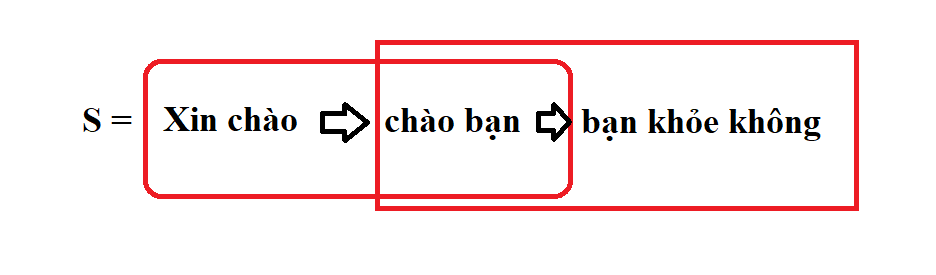 S = Xin chào chào bạn bạn khỏe không